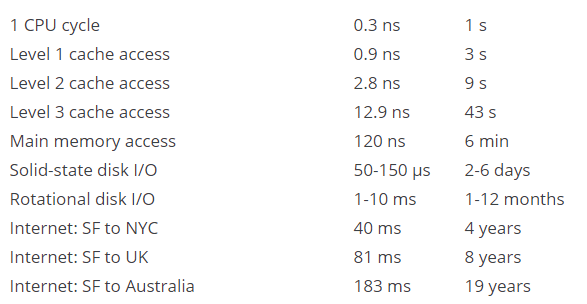 1 CPU cycle 0.3 ns 1 s
Level 1 cache access 0.9 ns 3 s
Level 2 cache access 2.8 ns 9 s
Level 3 cache access 12.9 ns 43 s
Main memory access 120 ns 6 min
Solid-state disk I/O 50-150 μs 2-6 days
Rotational disk I/O 1-10 ms 1-12 months
Internet: SF to NYC 40 ms 4 years
Internet: SF to UK 81 ms 8 years
Internet: SF to Australia 183 ms 19 years